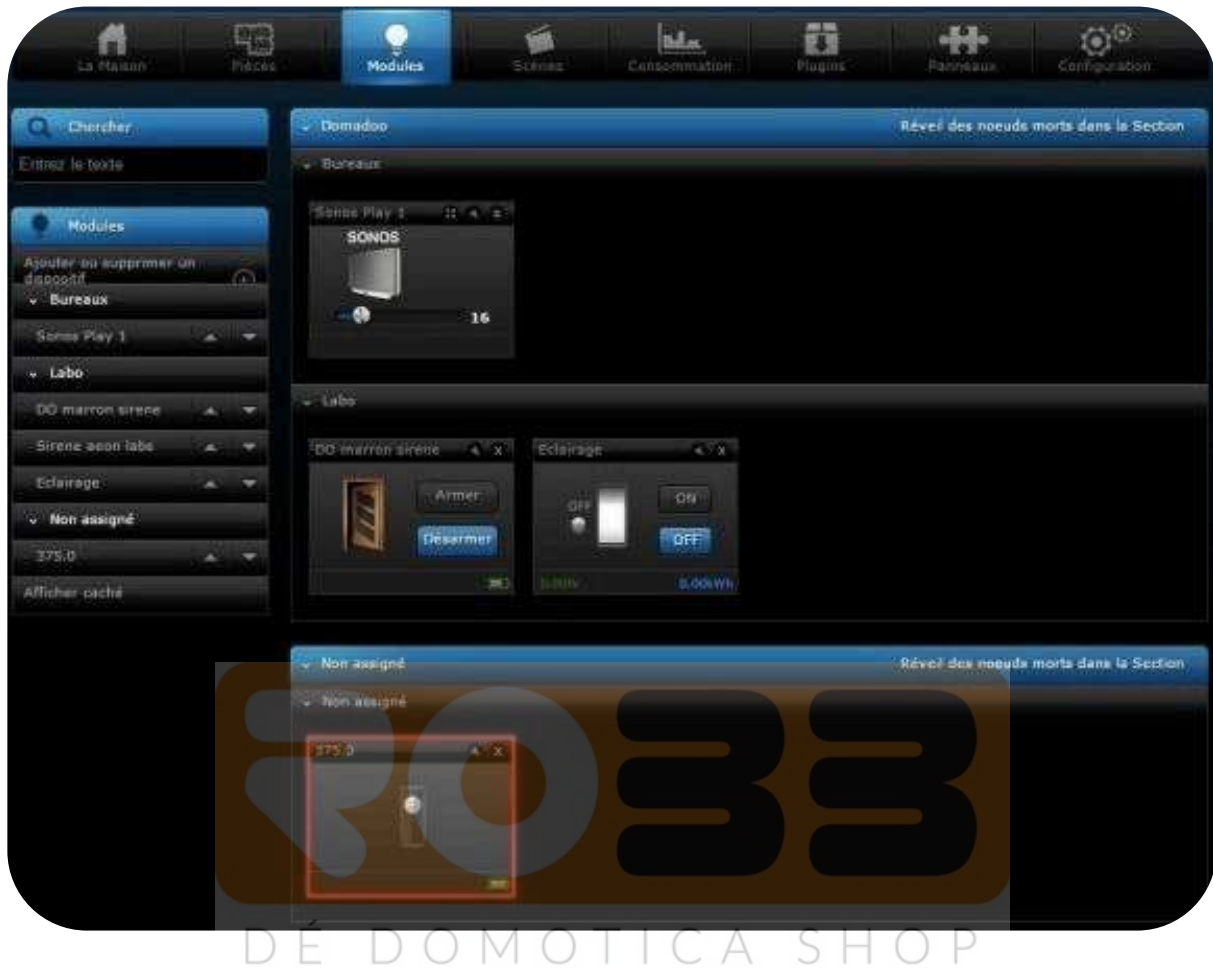 La Maison
Pièces
Modules
Scènes
Consommation
Plugins
Panneaux
Configuration
Chercher
Entrez le texte
Modules
Ajouter ou supprimer un
dispositif
Bureaux
Sonos Play 1
Labo
DO marron sirene
Sirene aeon labs
Eclairage
Non assigné
375.0
Afficher caché
Domadoo
Réveil des noeuds morts dans la Section
Bureaux
Sonos Play 1
SONOS
16
Labo
DO marron sirene
X
Armer
Désarmer
Eclairage
X
OFF
ON
OFF
0.00kWh
Non assigné
Réveil des noeuds morts dans la Section
Non assigné
375.0
X
RO33
DÉ DOMOTICA SHOP